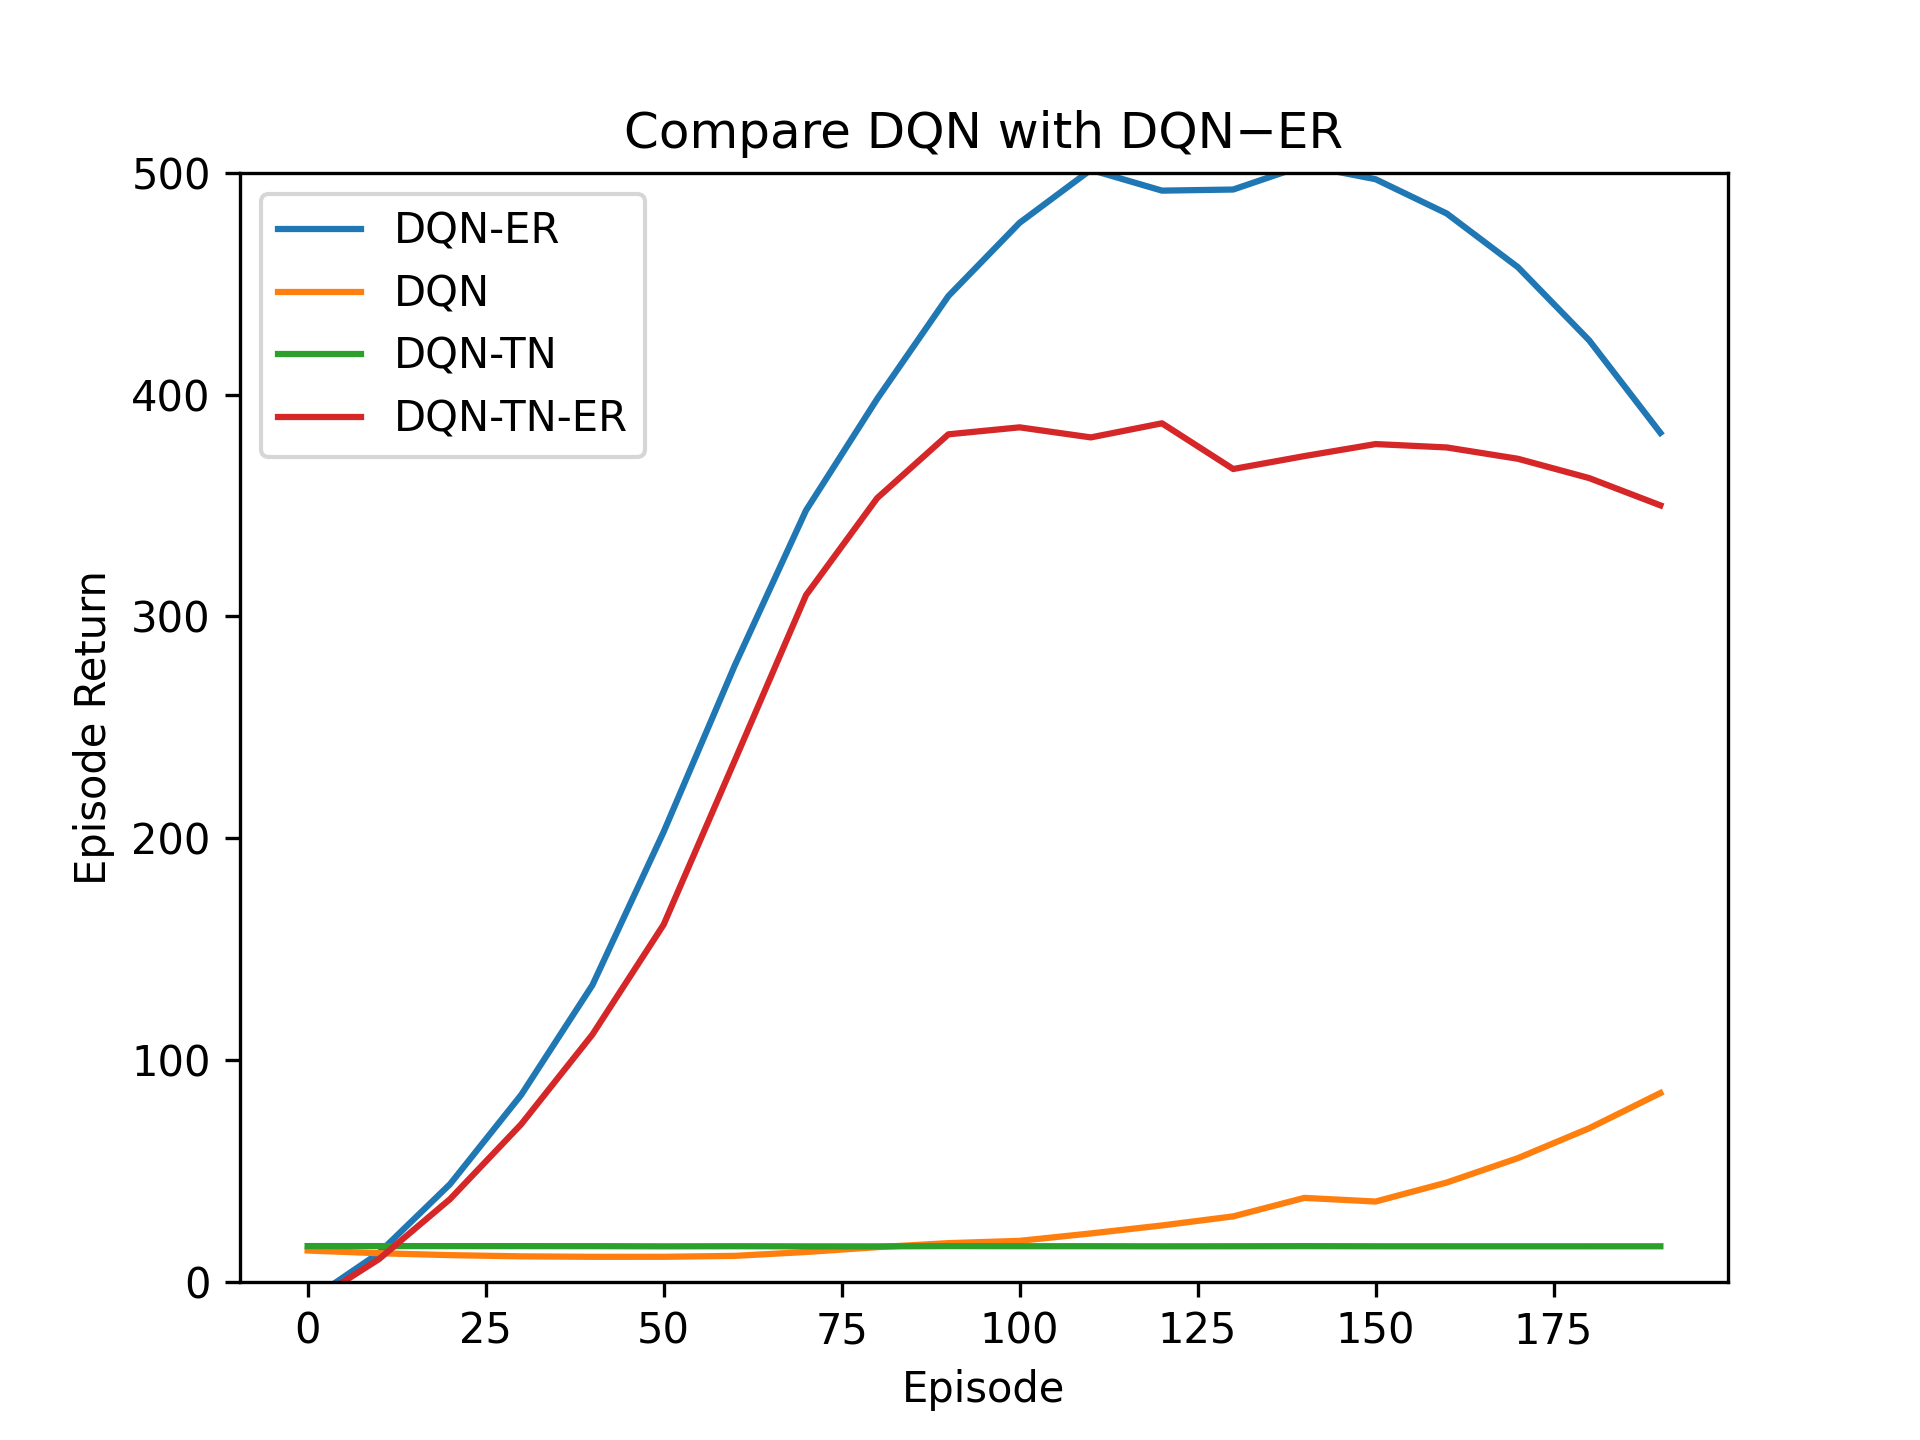 Compare DQN with DQN−ER
500
400
300
200
100
0
Episode Return
DQN-ER
DQN
DQN-TN
DQN-TN-ER
0 25 50 75 100 125 150 175
Episode